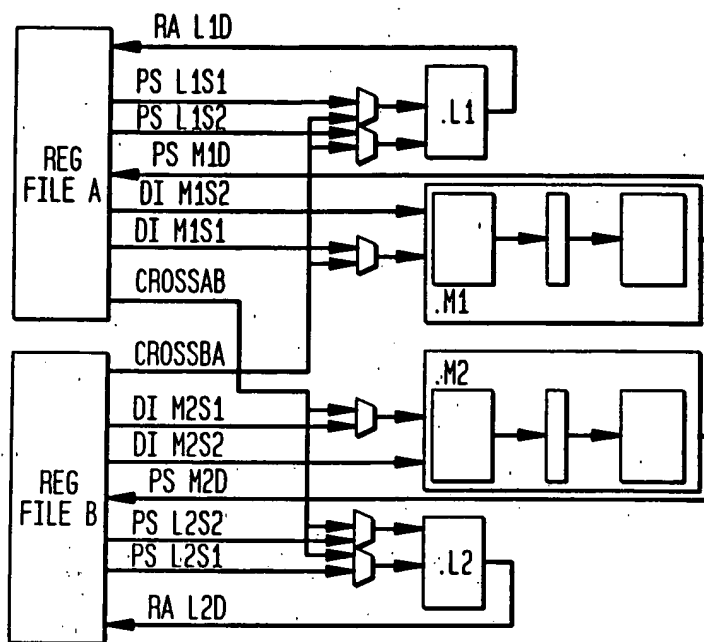 RA L1D
PS L1S1
PS L1S2
.L1
REG
FILE A
PS M1D
DI M1S2
DI M1S1
CROSSAB
.M1
CROSSBA
.M2
DI M2S1
DI M2S2
REG
FILE B
PS M2D
PS L2S2
PS L2S1
.L2
RA L2D